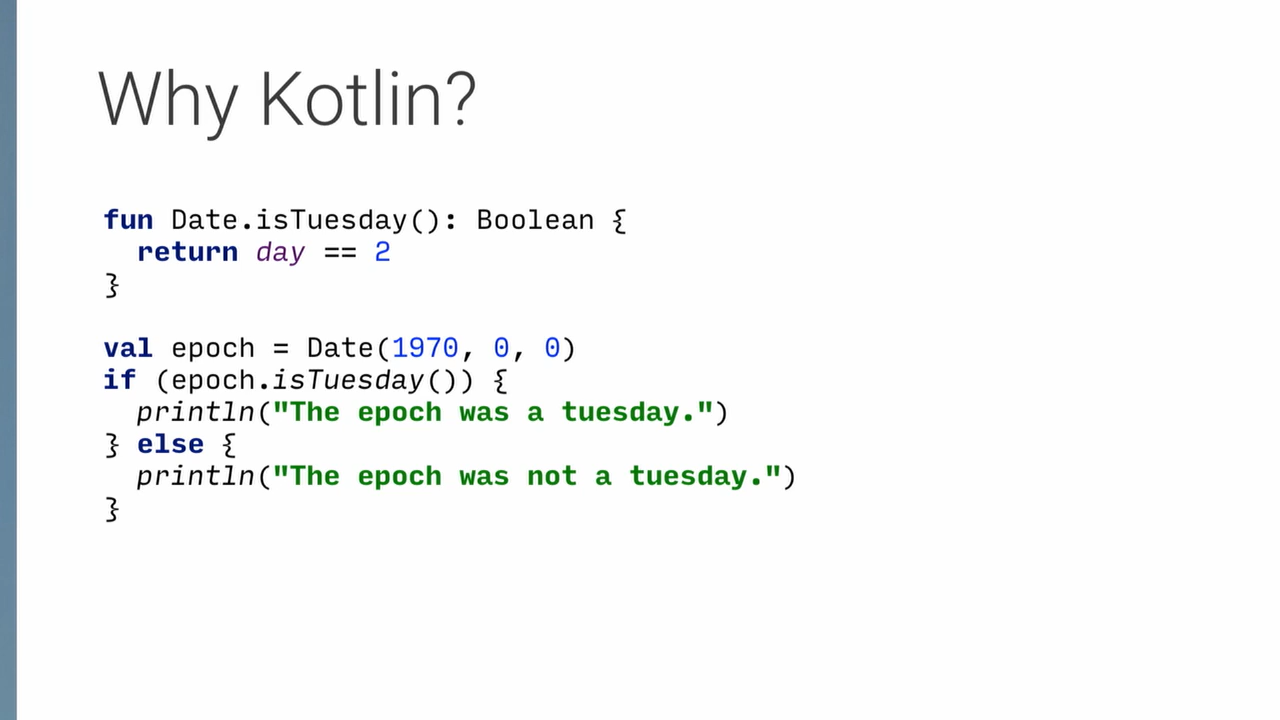 Why Kotlin?
fun Date.isTuesday(): Boolean {
  return day == 2
}
val epoch = Date(1970, 0, 0)
if (epoch.isTuesday()) {
  println("The epoch was a tuesday.")
} else {
  println("The epoch was not a tuesday.")
}